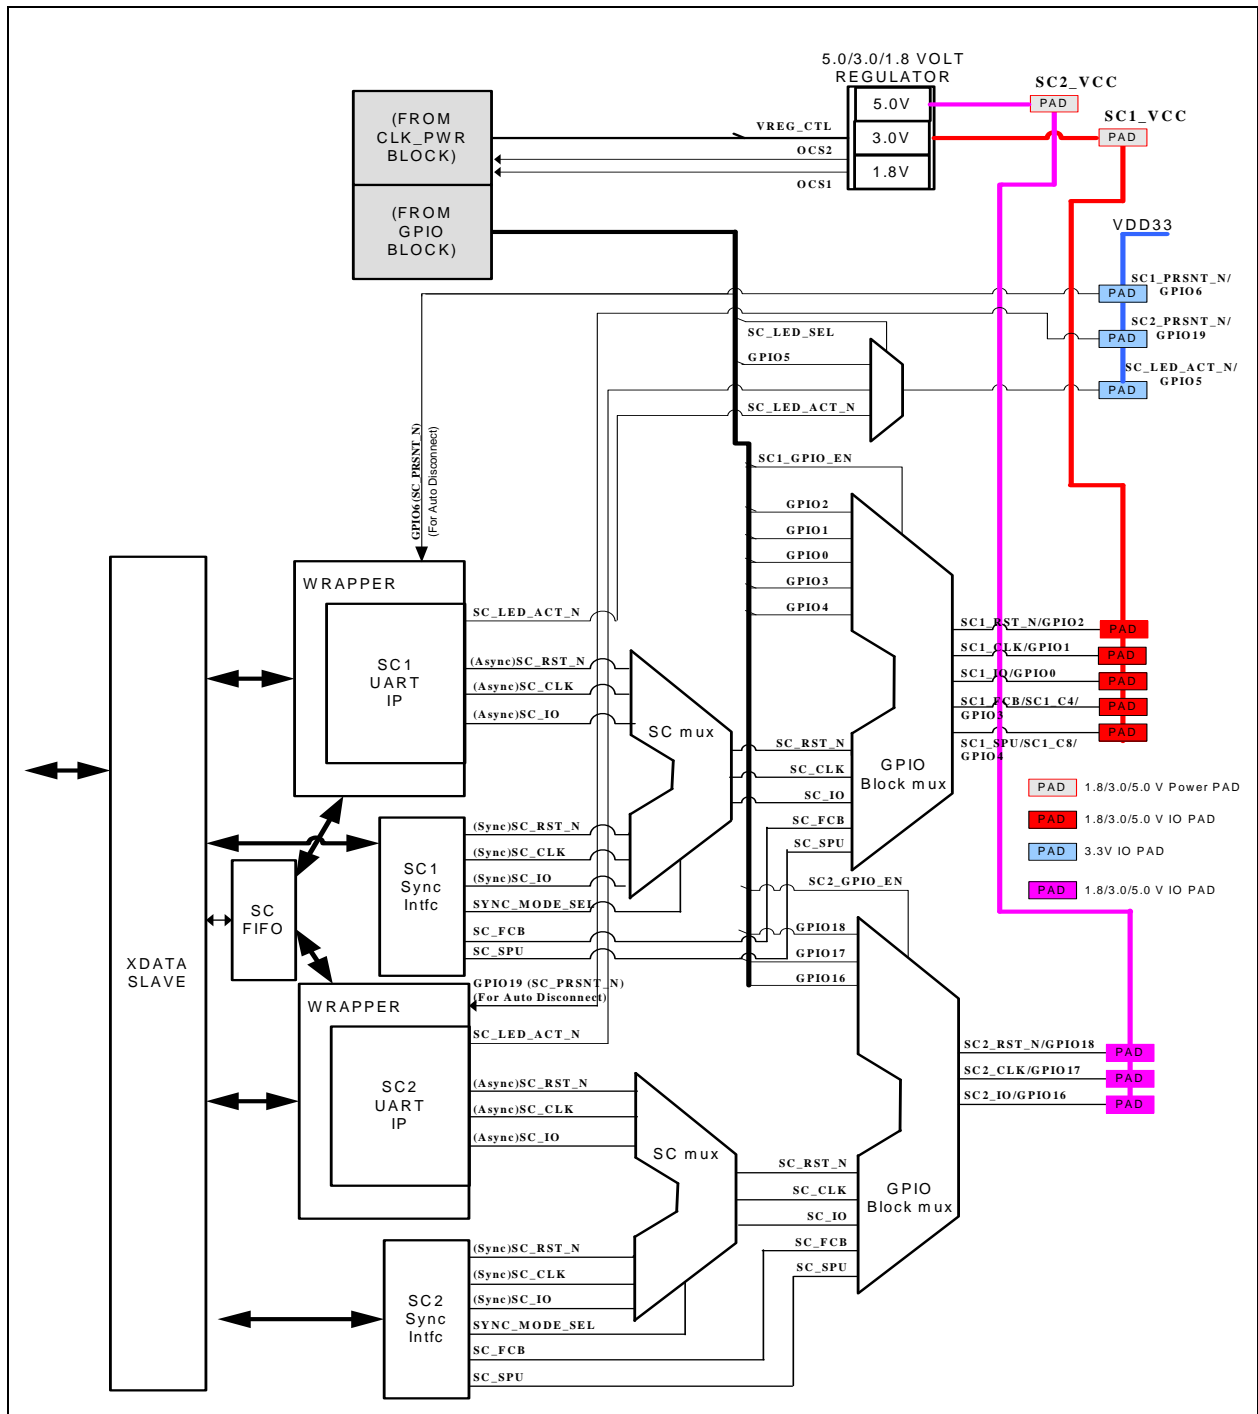 5.0/3.0/1.8 VOLT
REGULATOR
SC2_VCC
PAD
5.0V
3.0V
1.8V
SC1_VCC
PAD
(FROM
CLK_PWR
BLOCK)
VREG_CTL
OCS2
OCS1
(FROM
GPIO
BLOCK)
VDD33
SC1_PRSNT_N/
GPIO6
PAD
SC2_PRSNT_N/
GPIO19
PAD
SC_LED_ACT_N/
GPIO5
PAD
SC_LED_SEL
GPIO5
SC_LED_ACT_N
GPIO6(SC_PRSNT_N)
(For Auto Disconnect)
SC1_GPIO_EN
GPIO2
GPIO1
GPIO0
GPIO3
GPIO4
WRAPPER
SC1
UART
IP
SC_LED_ACT_N
(Async)SC_RST_N
(Async)SC_CLK
(Async)SC_IO
SC mux
SC_RST_N
SC_CLK
SC_IO
SC_FCB
SC_SPU
GPIO
Block mux
SC1_RST_N/GPIO2
PAD
SC1_CLK/GPIO1
PAD
SC1_IO/GPIO0
PAD
SC1_FCB/SC1_C4/
GPIO3
PAD
SC1_SPU/SC1_C8/
GPIO4
PAD
PAD 1.8/3.0/5.0 V Power PAD
PAD 1.8/3.0/5.0 V IO PAD
PAD 3.3V IO PAD
PAD 1.8/3.0/5.0 V IO PAD
SC1
Sync
Intfc
(Sync)SC_RST_N
(Sync)SC_CLK
(Sync)SC_IO
SYNC_MODE_SEL
SC_FCB
SC_SPU
SC
FIFO
XDATA
SLAVE
SC2_GPIO_EN
GPIO18
GPIO17
GPIO16
GPIO19 (SC_PRSNT_N)
(For Auto Disconnect)
WRAPPER
SC2
UART
IP
SC_LED_ACT_N
(Async)SC_RST_N
(Async)SC_CLK
(Async)SC_IO
SC mux
SC_RST_N
SC_CLK
SC_IO
SC_FCB
SC_SPU
GPIO
Block mux
SC2_RST_N/GPIO18
PAD
SC2_CLK/GPIO17
PAD
SC2_IO/GPIO16
PAD
SC2
Sync
Intfc
(Sync)SC_RST_N
(Sync)SC_CLK
(Sync)SC_IO
SYNC_MODE_SEL
SC_FCB
SC_SPU